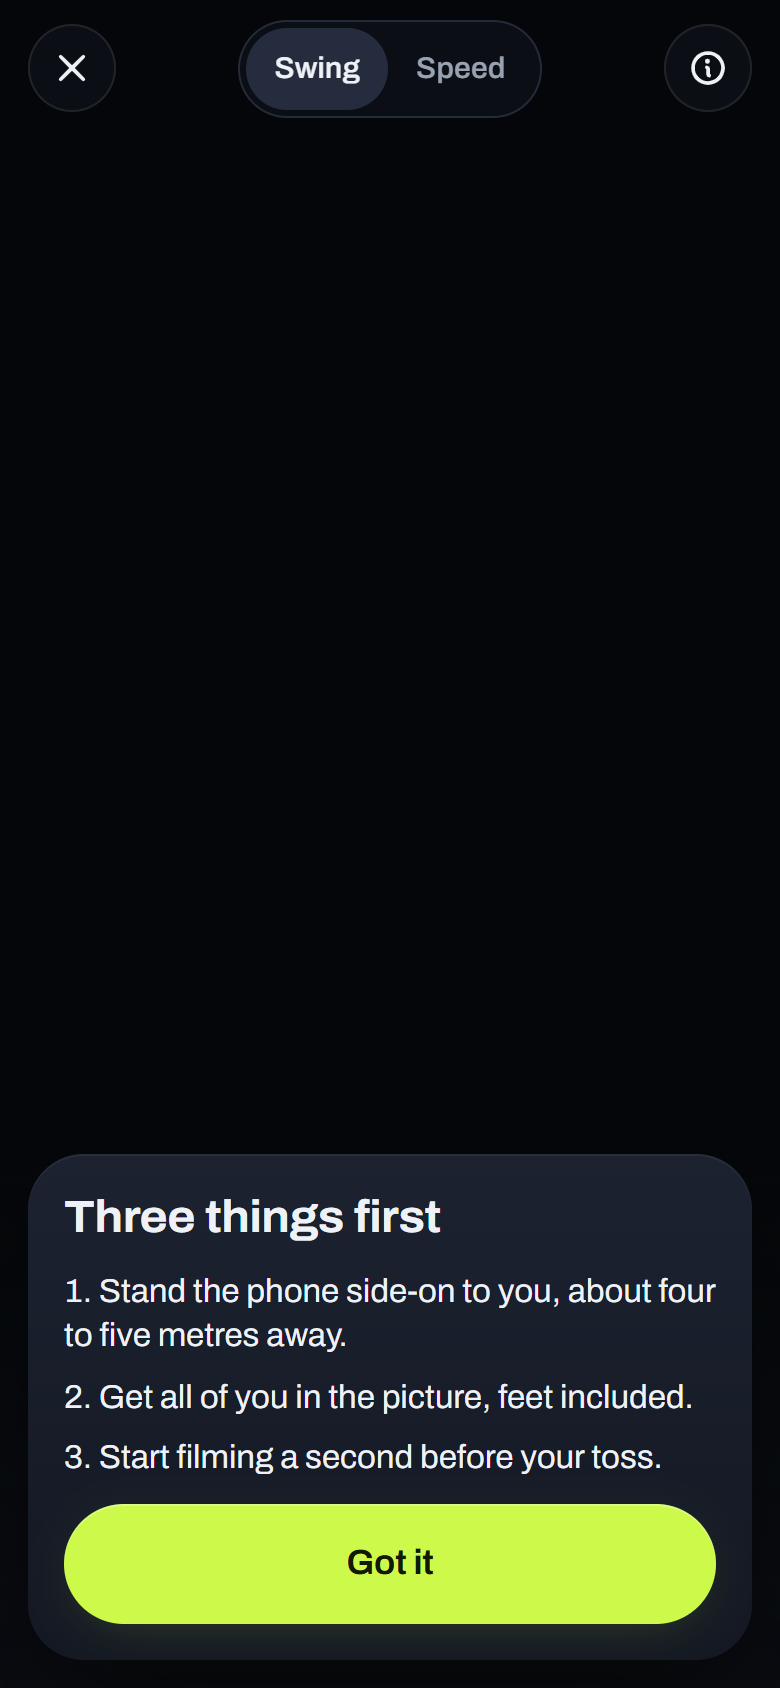 Swing
Speed
Three things first
1. Stand the phone side-on to you, about four
to five metres away.
2. Get all of you in the picture, feet included.
3. Start filming a second before your toss.
Got it